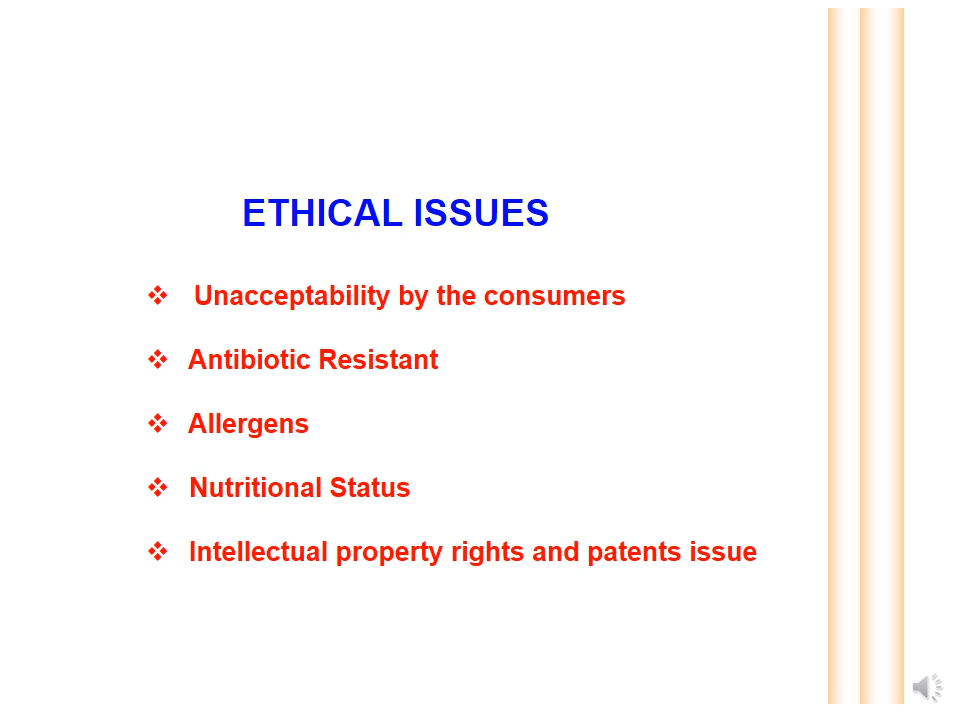 ETHICAL ISSUES
❖ Unacceptability by the consumers
❖ Antibiotic Resistant
❖ Allergens
❖ Nutritional Status
❖ Intellectual property rights and patents issue